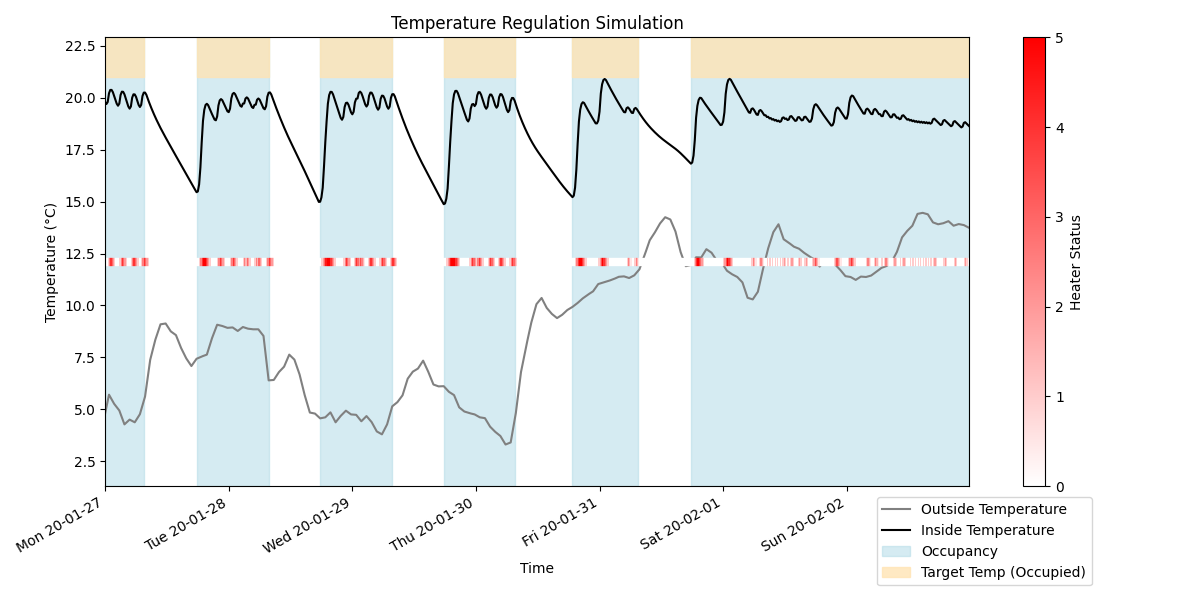 Temperature Regulation Simulation
22.5
20.0
17.5
15.0
12.5
10.0
7.5
5.0
2.5
Temperature (°C)
Mon 20-01-27
Tue 20-01-28
Wed 20-01-29
Thu 20-01-30
Fri 20-01-31
Sat 20-02-01
Sun 20-02-02
Time
5
4
3
2
1
0
Heater Status
Outside Temperature
Inside Temperature
Occupancy
Target Temp (Occupied)